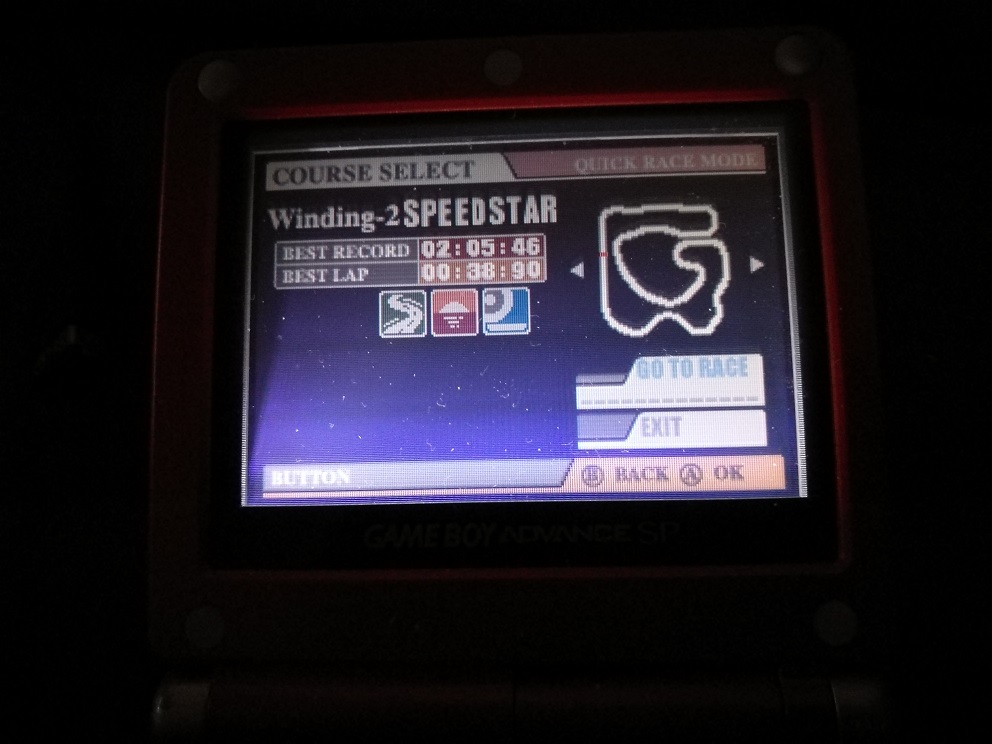 COURSE SELECT
QUICK RACE MODE
Winding-2 SPEEDSTAR
BEST RECORD 02:05:46
BEST LAP 00:38:90
GO TO RACE
EXIT
BUTTON
B BACK A OK
GAME BOY ADVANCE SP